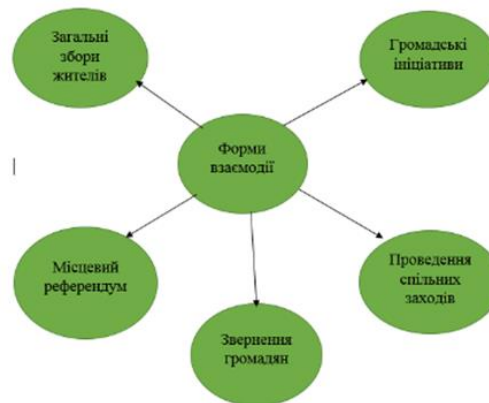 Загальні
збори
жителів
Громадські
ініціативи
Форми
взаємодії
Місцевий
референдум
Проведення
спільних
заходів
Звернення
громадян